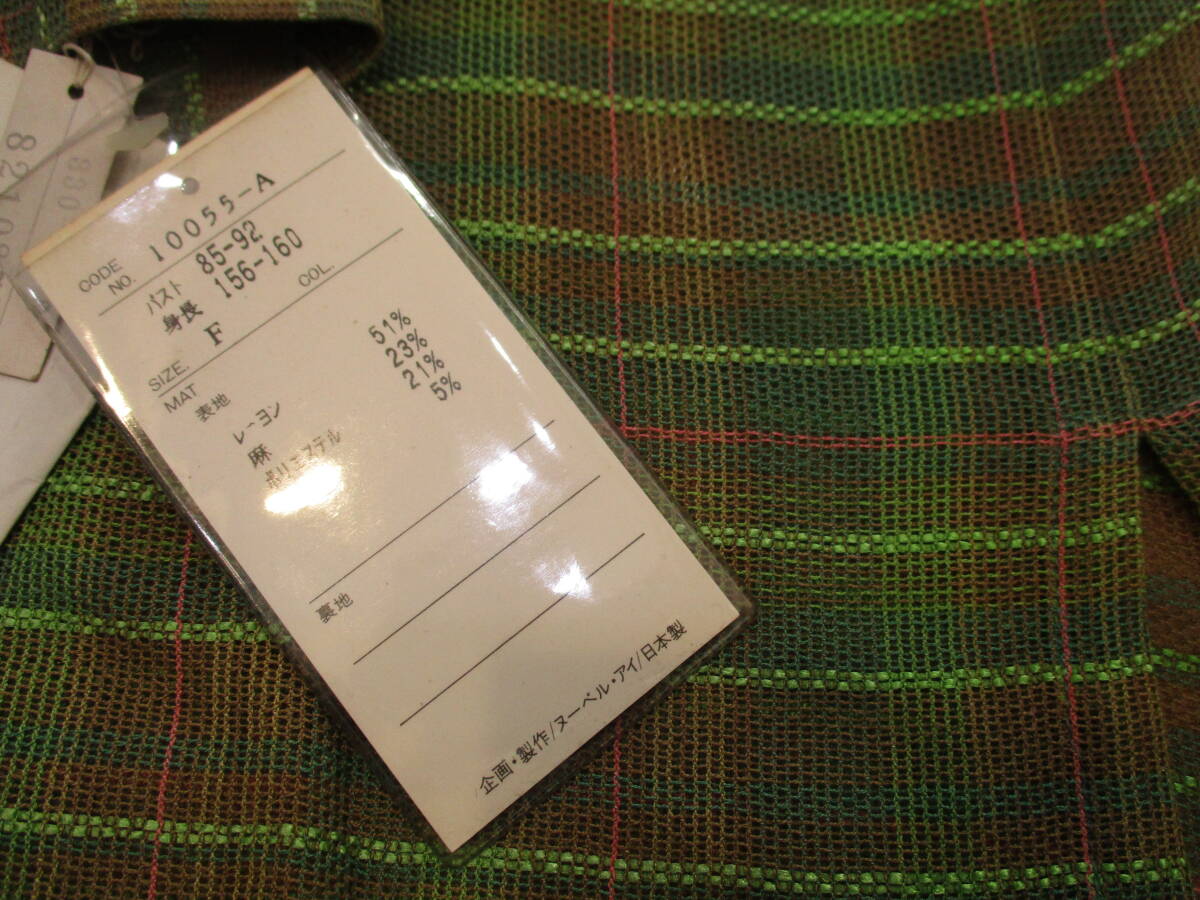 CODE NO. 10055-A
バスト 85-92
身長 156-160
SIZE. F COL.
MAT 表地 51%
レーヨン 23%
麻 21%
ポリエステル 5%
裏地
企画・製作/ヌーベル・アイ/日本製
830